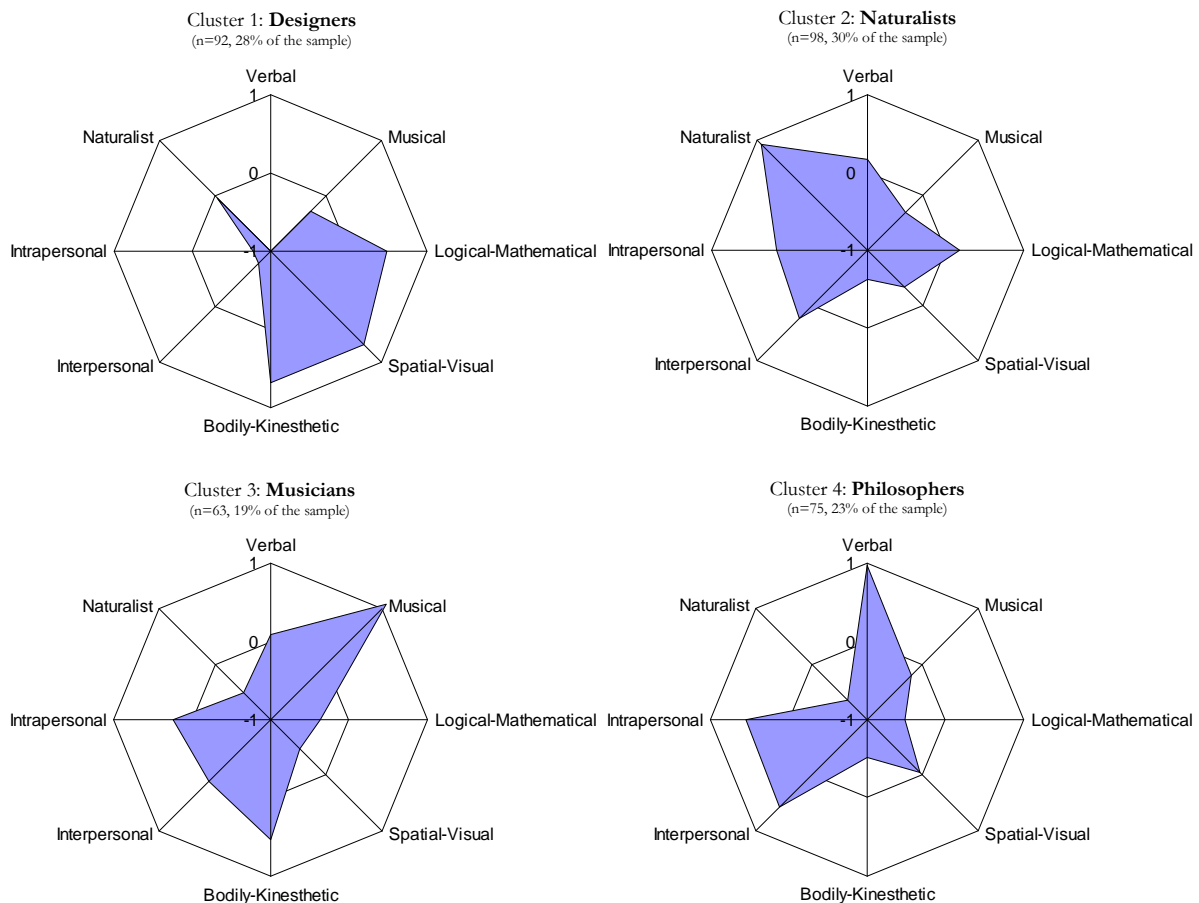 Cluster 1: Designers
(n=92, 28% of the sample)
Verbal
1
Naturalist
Musical
0
Intrapersonal
-1
Logical-Mathematical
Interpersonal
Spatial-Visual
Bodily-Kinesthetic
Cluster 2: Naturalists
(n=98, 30% of the sample)
Verbal
1
Naturalist
Musical
0
Intrapersonal
-1
Logical-Mathematical
Interpersonal
Spatial-Visual
Bodily-Kinesthetic
Cluster 3: Musicians
(n=63, 19% of the sample)
Verbal
1
Naturalist
Musical
0
Intrapersonal
-1
Logical-Mathematical
Interpersonal
Spatial-Visual
Bodily-Kinesthetic
Cluster 4: Philosophers
(n=75, 23% of the sample)
Verbal
1
Naturalist
Musical
0
Intrapersonal
-1
Logical-Mathematical
Interpersonal
Spatial-Visual
Bodily-Kinesthetic